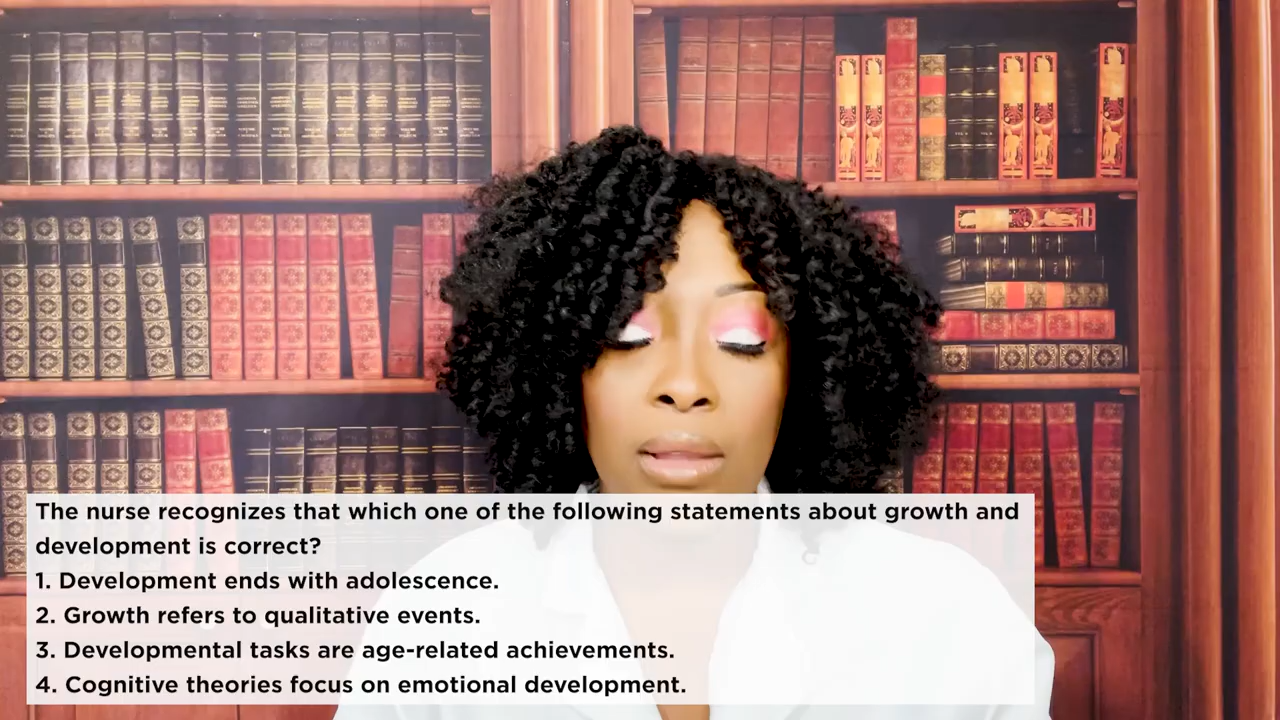 The nurse recognizes that which one of the following statements about growth and
development is correct?
1. Development ends with adolescence.
2. Growth refers to qualitative events.
3. Developmental tasks are age-related achievements.
4. Cognitive theories focus on emotional development.